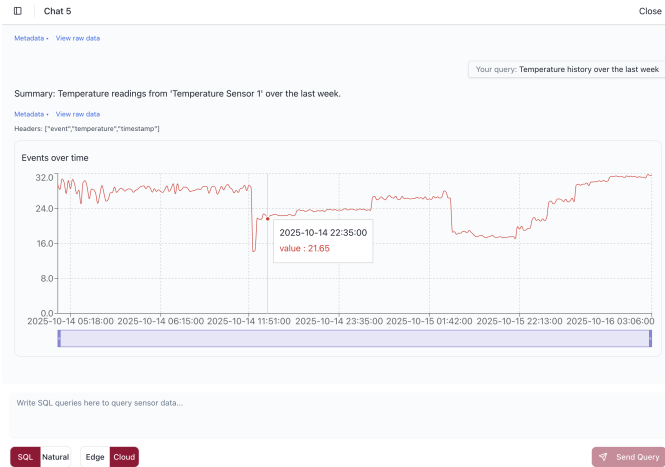 Chat 5
Close
Metadata • View raw data
Your query: Temperature history over the last week
Summary: Temperature readings from 'Temperature Sensor 1' over the last week.
Metadata • View raw data
Headers: ["event","temperature","timestamp"]
Events over time
32.0
24.0
16.0
8.0
0.0
2025-10-14 22:35:00
value : 21.65
2025-10-14 05:18:00 2025-10-14 06:15:00 2025-10-14 11:51:00 2025-10-14 23:35:00 2025-10-15 01:42:00 2025-10-15 22:13:00 2025-10-16 03:06:00
Write SQL queries here to query sensor data...
SQL Natural Edge Cloud Send Query